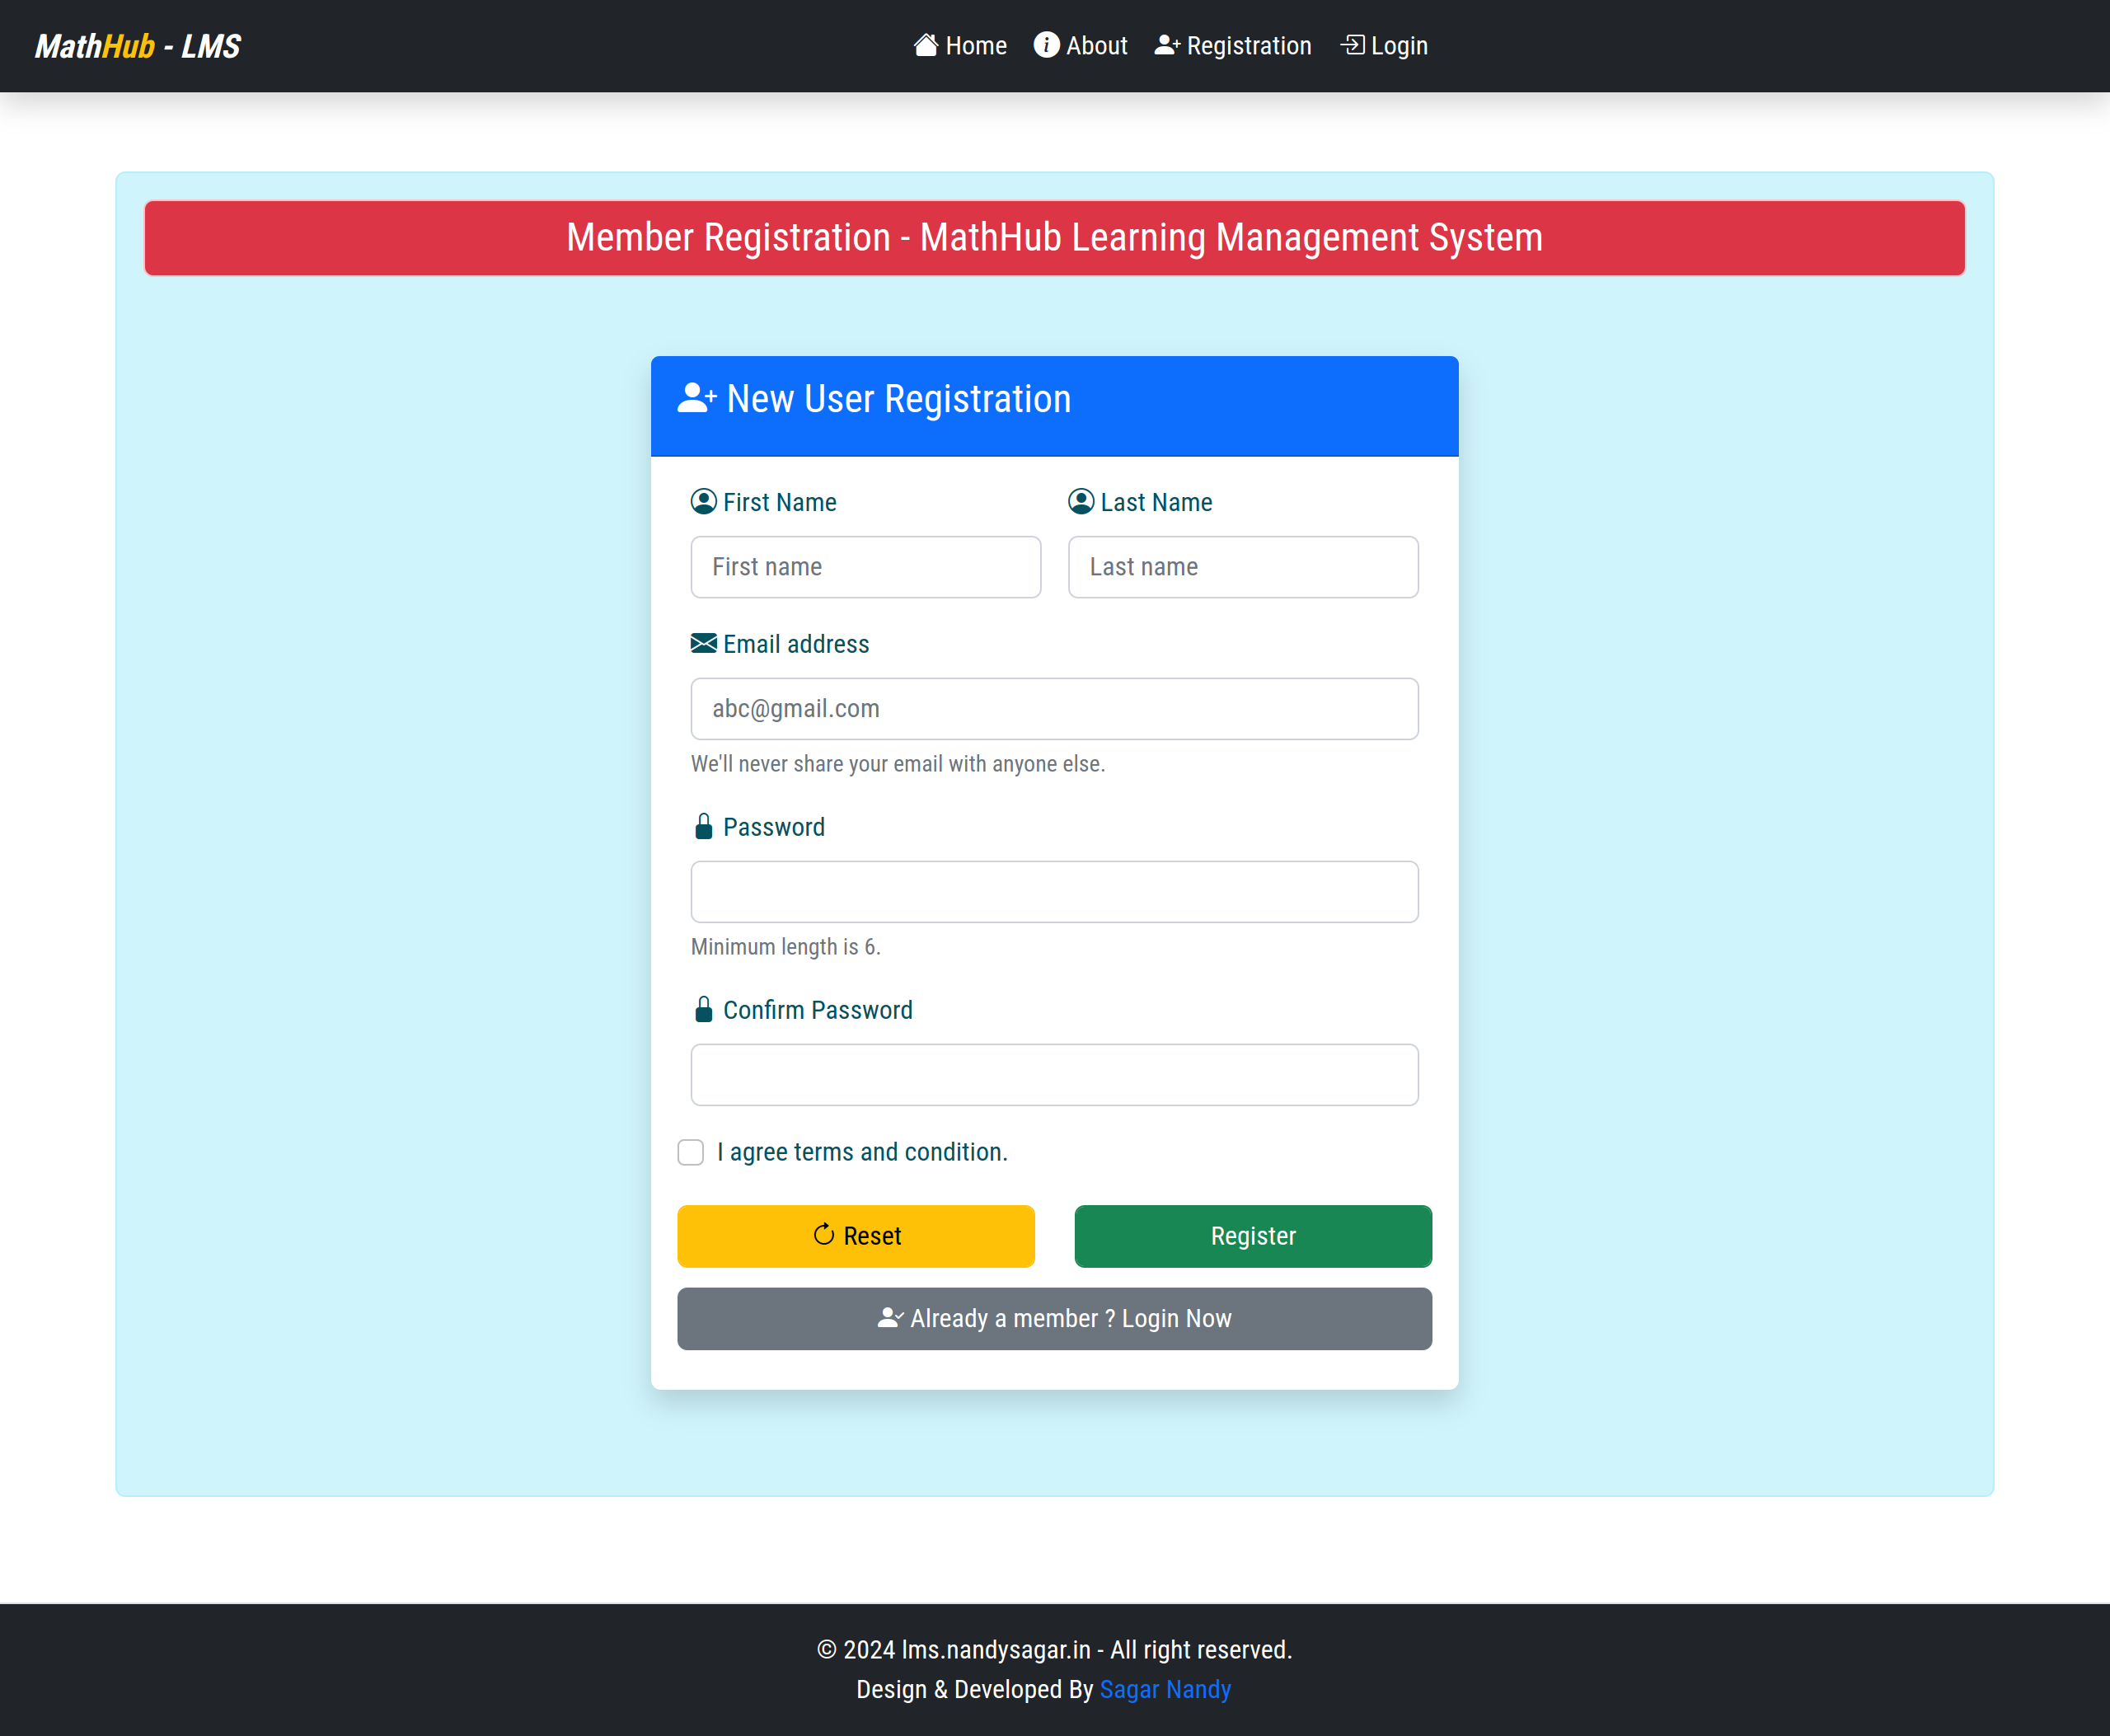 MathHub - LMS
Home About Registration Login
Member Registration - MathHub Learning Management System
New User Registration
First Name Last Name
First name Last name
Email address
abc@gmail.com
We'll never share your email with anyone else.
Password
Minimum length is 6.
Confirm Password
I agree terms and condition.
Reset Register
Already a member ? Login Now
© 2024 lms.nandysagar.in - All right reserved.
Design & Developed By Sagar Nandy